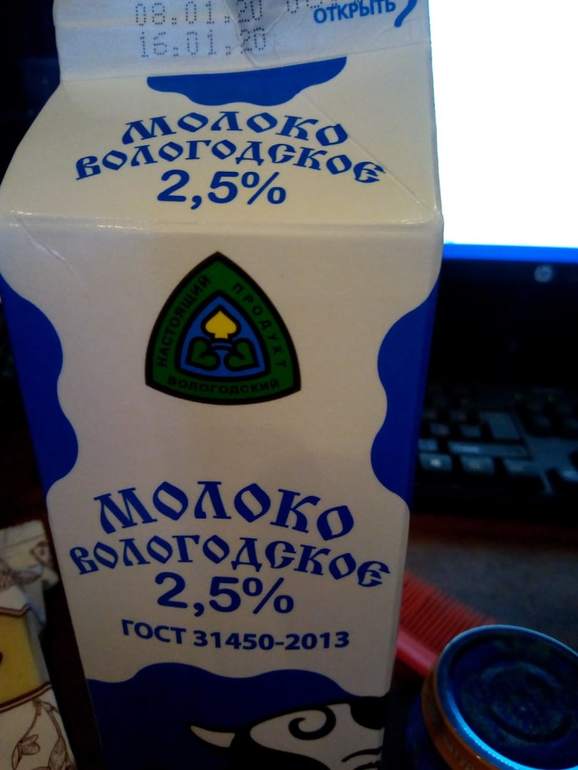 08.01.20
ОТКРЫТЬ
16.01.20
МОЛОКО
ВОЛОГОДСКОЕ
2,5%
НАСТОЯЩИЙ ПРОДУКТ
ВОЛОГОДСКИЙ
МОЛОКО
ВОЛОГОДСКОЕ
2,5%
ГОСТ 31450-2013